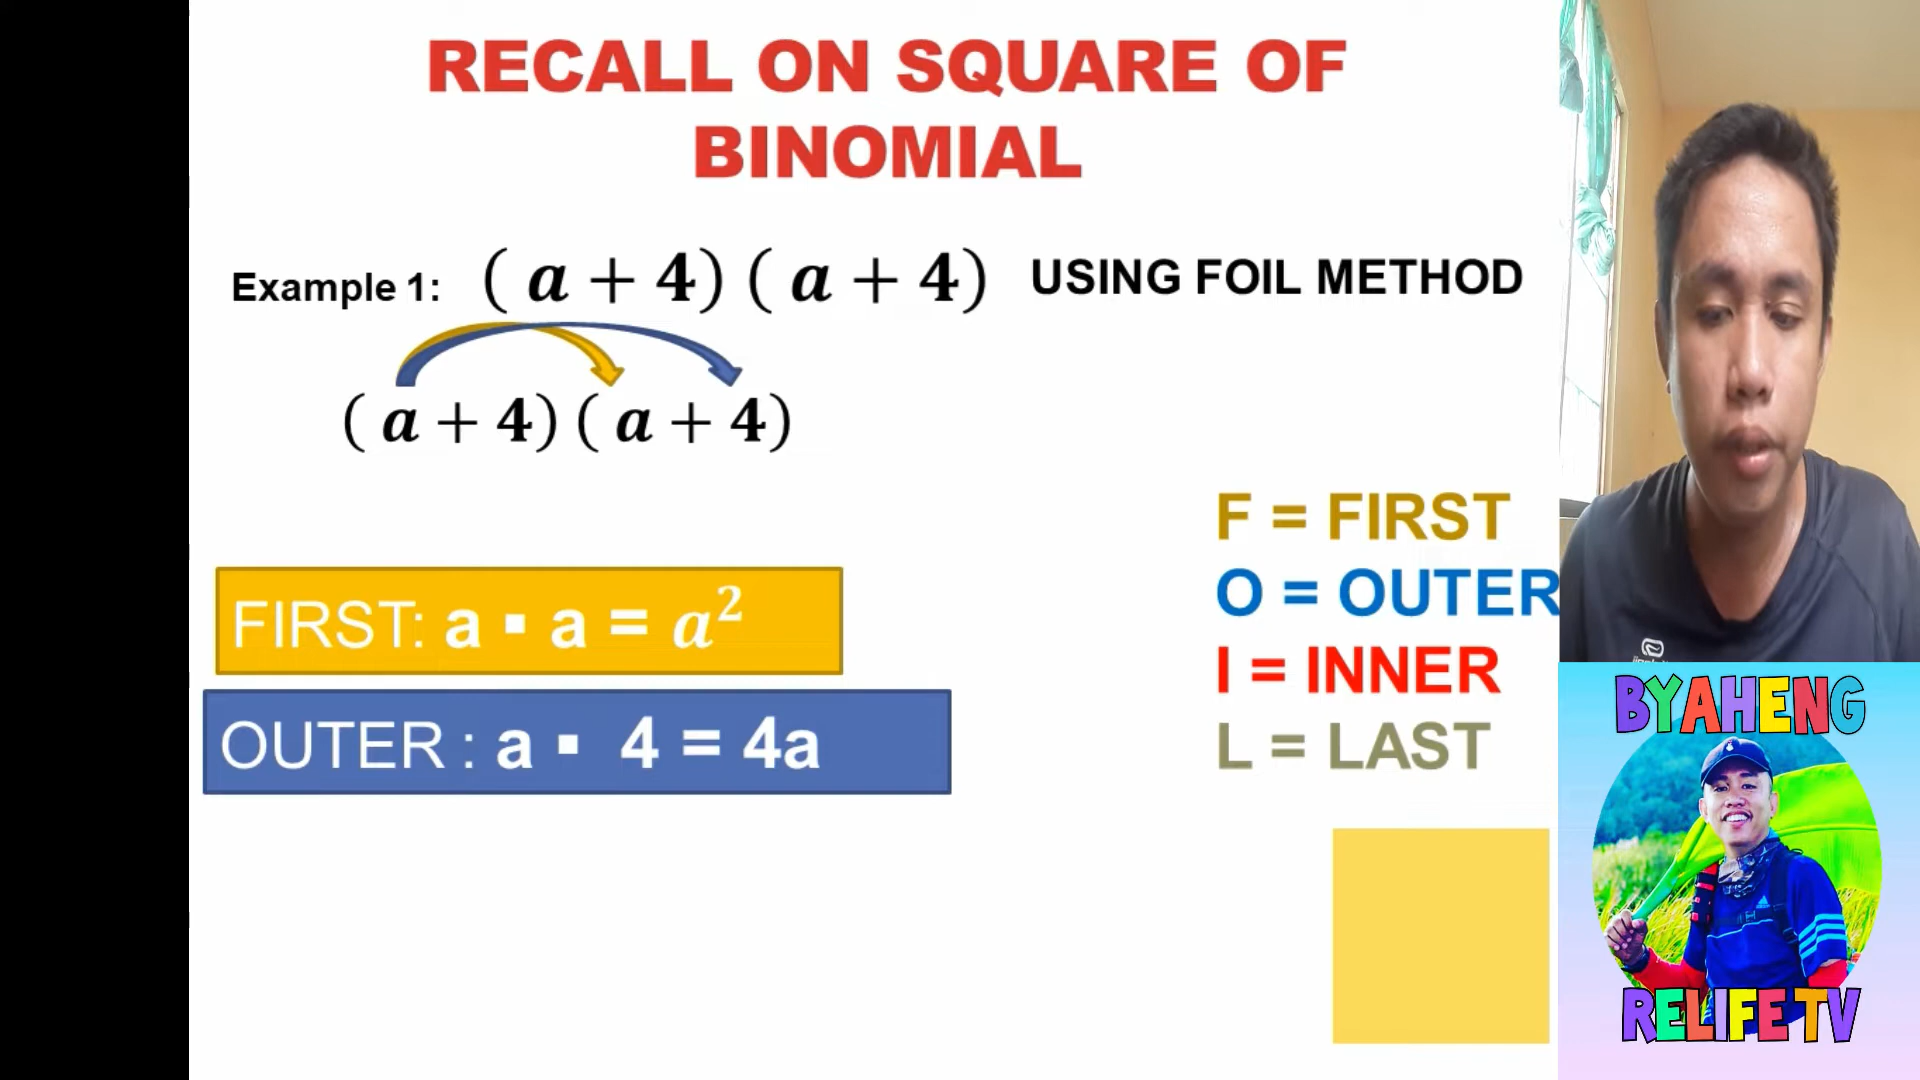 RECALL ON SQUARE OF
BINOMIAL
Example 1: ( a + 4) ( a + 4) USING FOIL METHOD
( a + 4) ( a + 4)
F = FIRST
O = OUTER
I = INNER
L = LAST
FIRST: a ▪ a = a²
OUTER : a ▪ 4 = 4a
BYAHENG
RELIFE TV